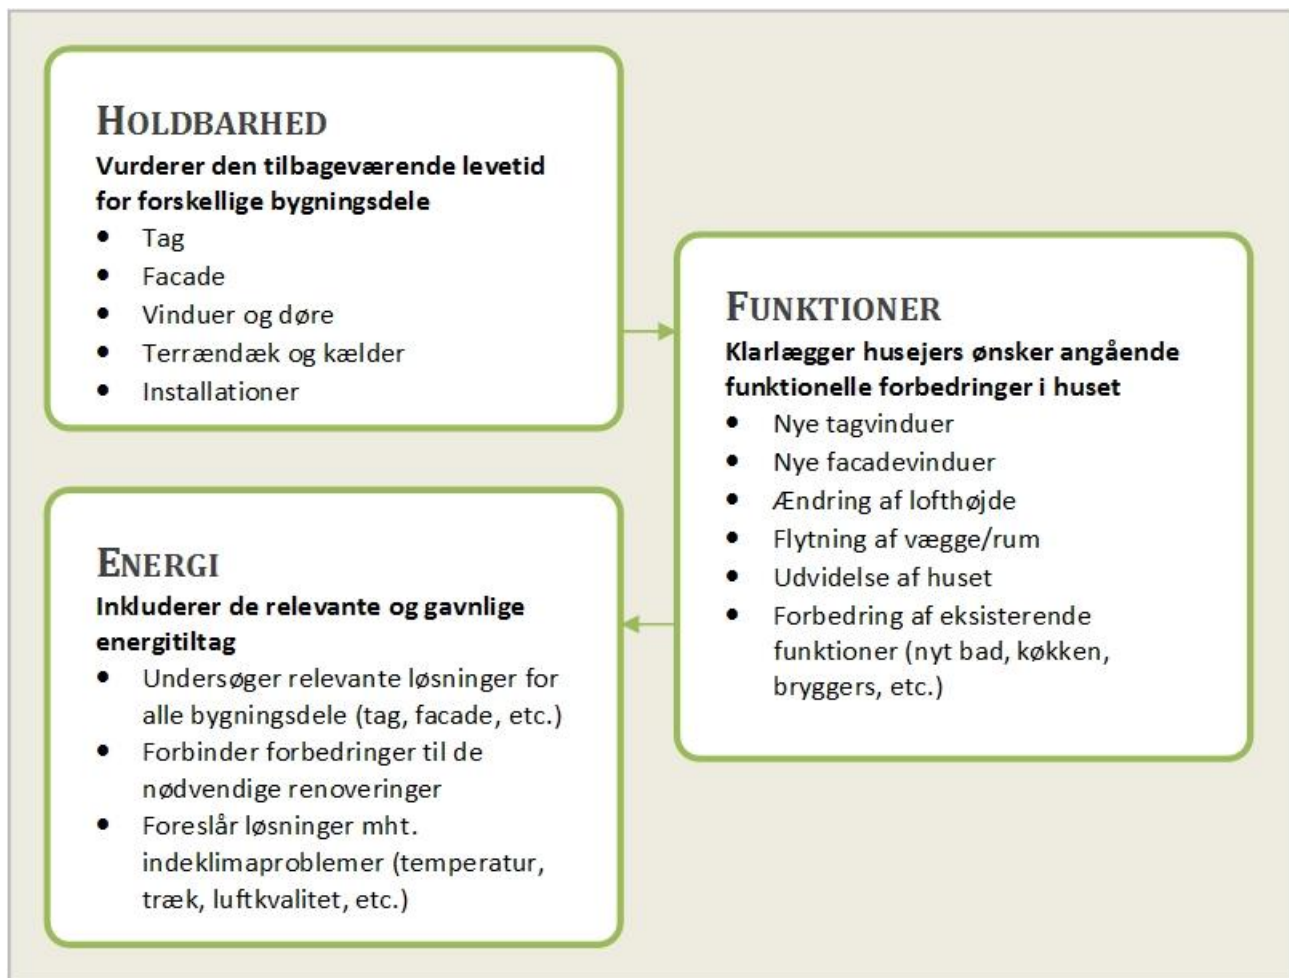 HOLDBARHED
Vurderer den tilbageværende levetid
for forskellige bygningsdele
• Tag
• Facade
• Vinduer og døre
• Terrændæk og kælder
• Installationer
FUNKTIONER
Klarlægger husejers ønsker angående
funktionelle forbedringer i huset
• Nye tagvinduer
• Nye facadevinduer
• Ændring af lofthøjde
• Flytning af vægge/rum
• Udvidelse af huset
• Forbedring af eksisterende
funktioner (nyt bad, køkken,
bryggers, etc.)
ENERGI
Inkluderer de relevante og gavnlige
energitiltag
• Undersøger relevante løsninger for
alle bygningsdele (tag, facade, etc.)
• Forbinder forbedringer til de
nødvendige renoveringer
• Foreslår løsninger mht.
indeklimaproblemer (temperatur,
træk, luftkvalitet, etc.)